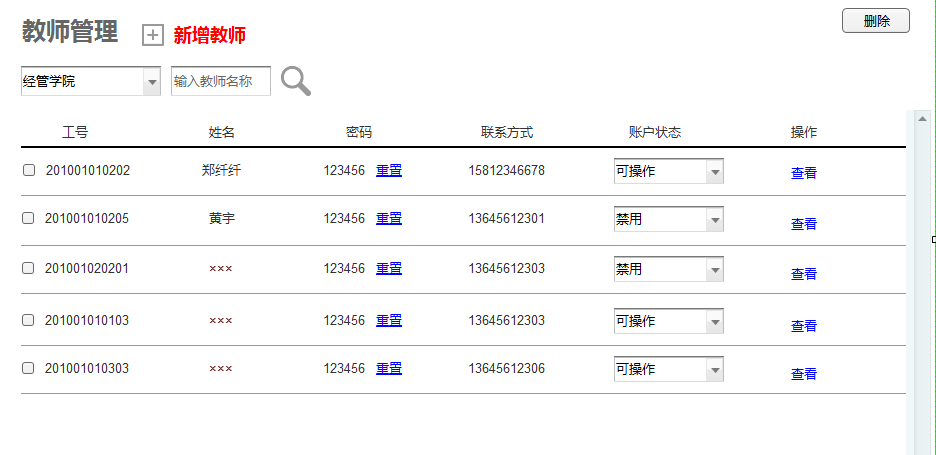 教师管理 新增教师 删除
经管学院 输入教师名称
工号 姓名 密码 联系方式 账户状态 操作
201001010202 郑纤纤 123456 重置 15812346678 可操作 查看
201001010205 黄宇 123456 重置 13645612301 禁用 查看
201001020201 ××× 123456 重置 13645612303 禁用 查看
201001010103 ××× 123456 重置 13645612303 可操作 查看
201001010303 ××× 123456 重置 13645612306 可操作 查看